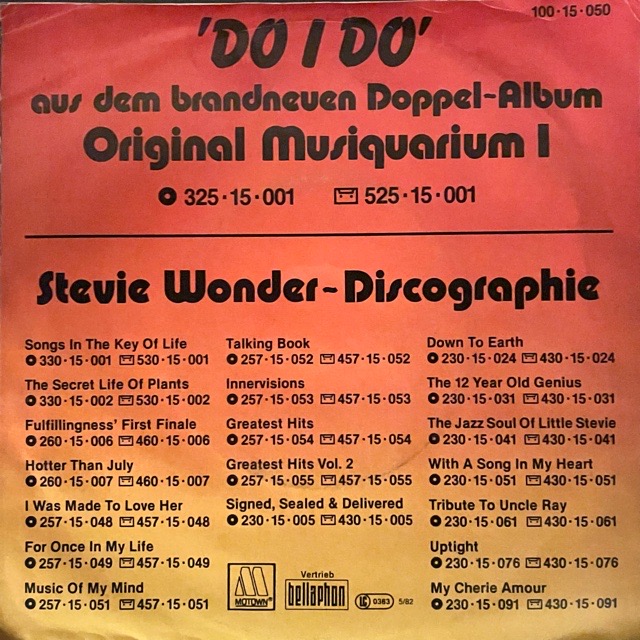 100·15·050
'DO I DO'
aus dem brandneuen Doppel-Album
Original Musiquarium I
325·15·001 525·15·001
Stevie Wonder~Discographie
Songs In The Key Of Life
330·15·001 530·15·001
The Secret Life Of Plants
330·15·002 530·15·002
Fulfillingness' First Finale
260·15·006 460·15·006
Hotter Than July
260·15·007 460·15·007
I Was Made To Love Her
257·15·048 457·15·048
For Once In My Life
257·15·049 457·15·049
Music Of My Mind
257·15·051 457·15·051
Talking Book
257·15·052 457·15·052
Innervisions
257·15·053 457·15·053
Greatest Hits
257·15·054 457·15·054
Greatest Hits Vol. 2
257·15·055 457·15·055
Signed, Sealed & Delivered
230·15·005 430·15·005
Down To Earth
230·15·024 430·15·024
The 12 Year Old Genius
230·15·031 430·15·031
The Jazz Soul Of Little Stevie
230·15·041 430·15·041
With A Song In My Heart
230·15·051 430·15·051
Tribute To Uncle Ray
230·15·061 430·15·061
Uptight
230·15·076 430·15·076
My Cherie Amour
230·15·091 430·15·091
M
MOTOWN®
Vertrieb
bellaphon
LC 0383 5/82